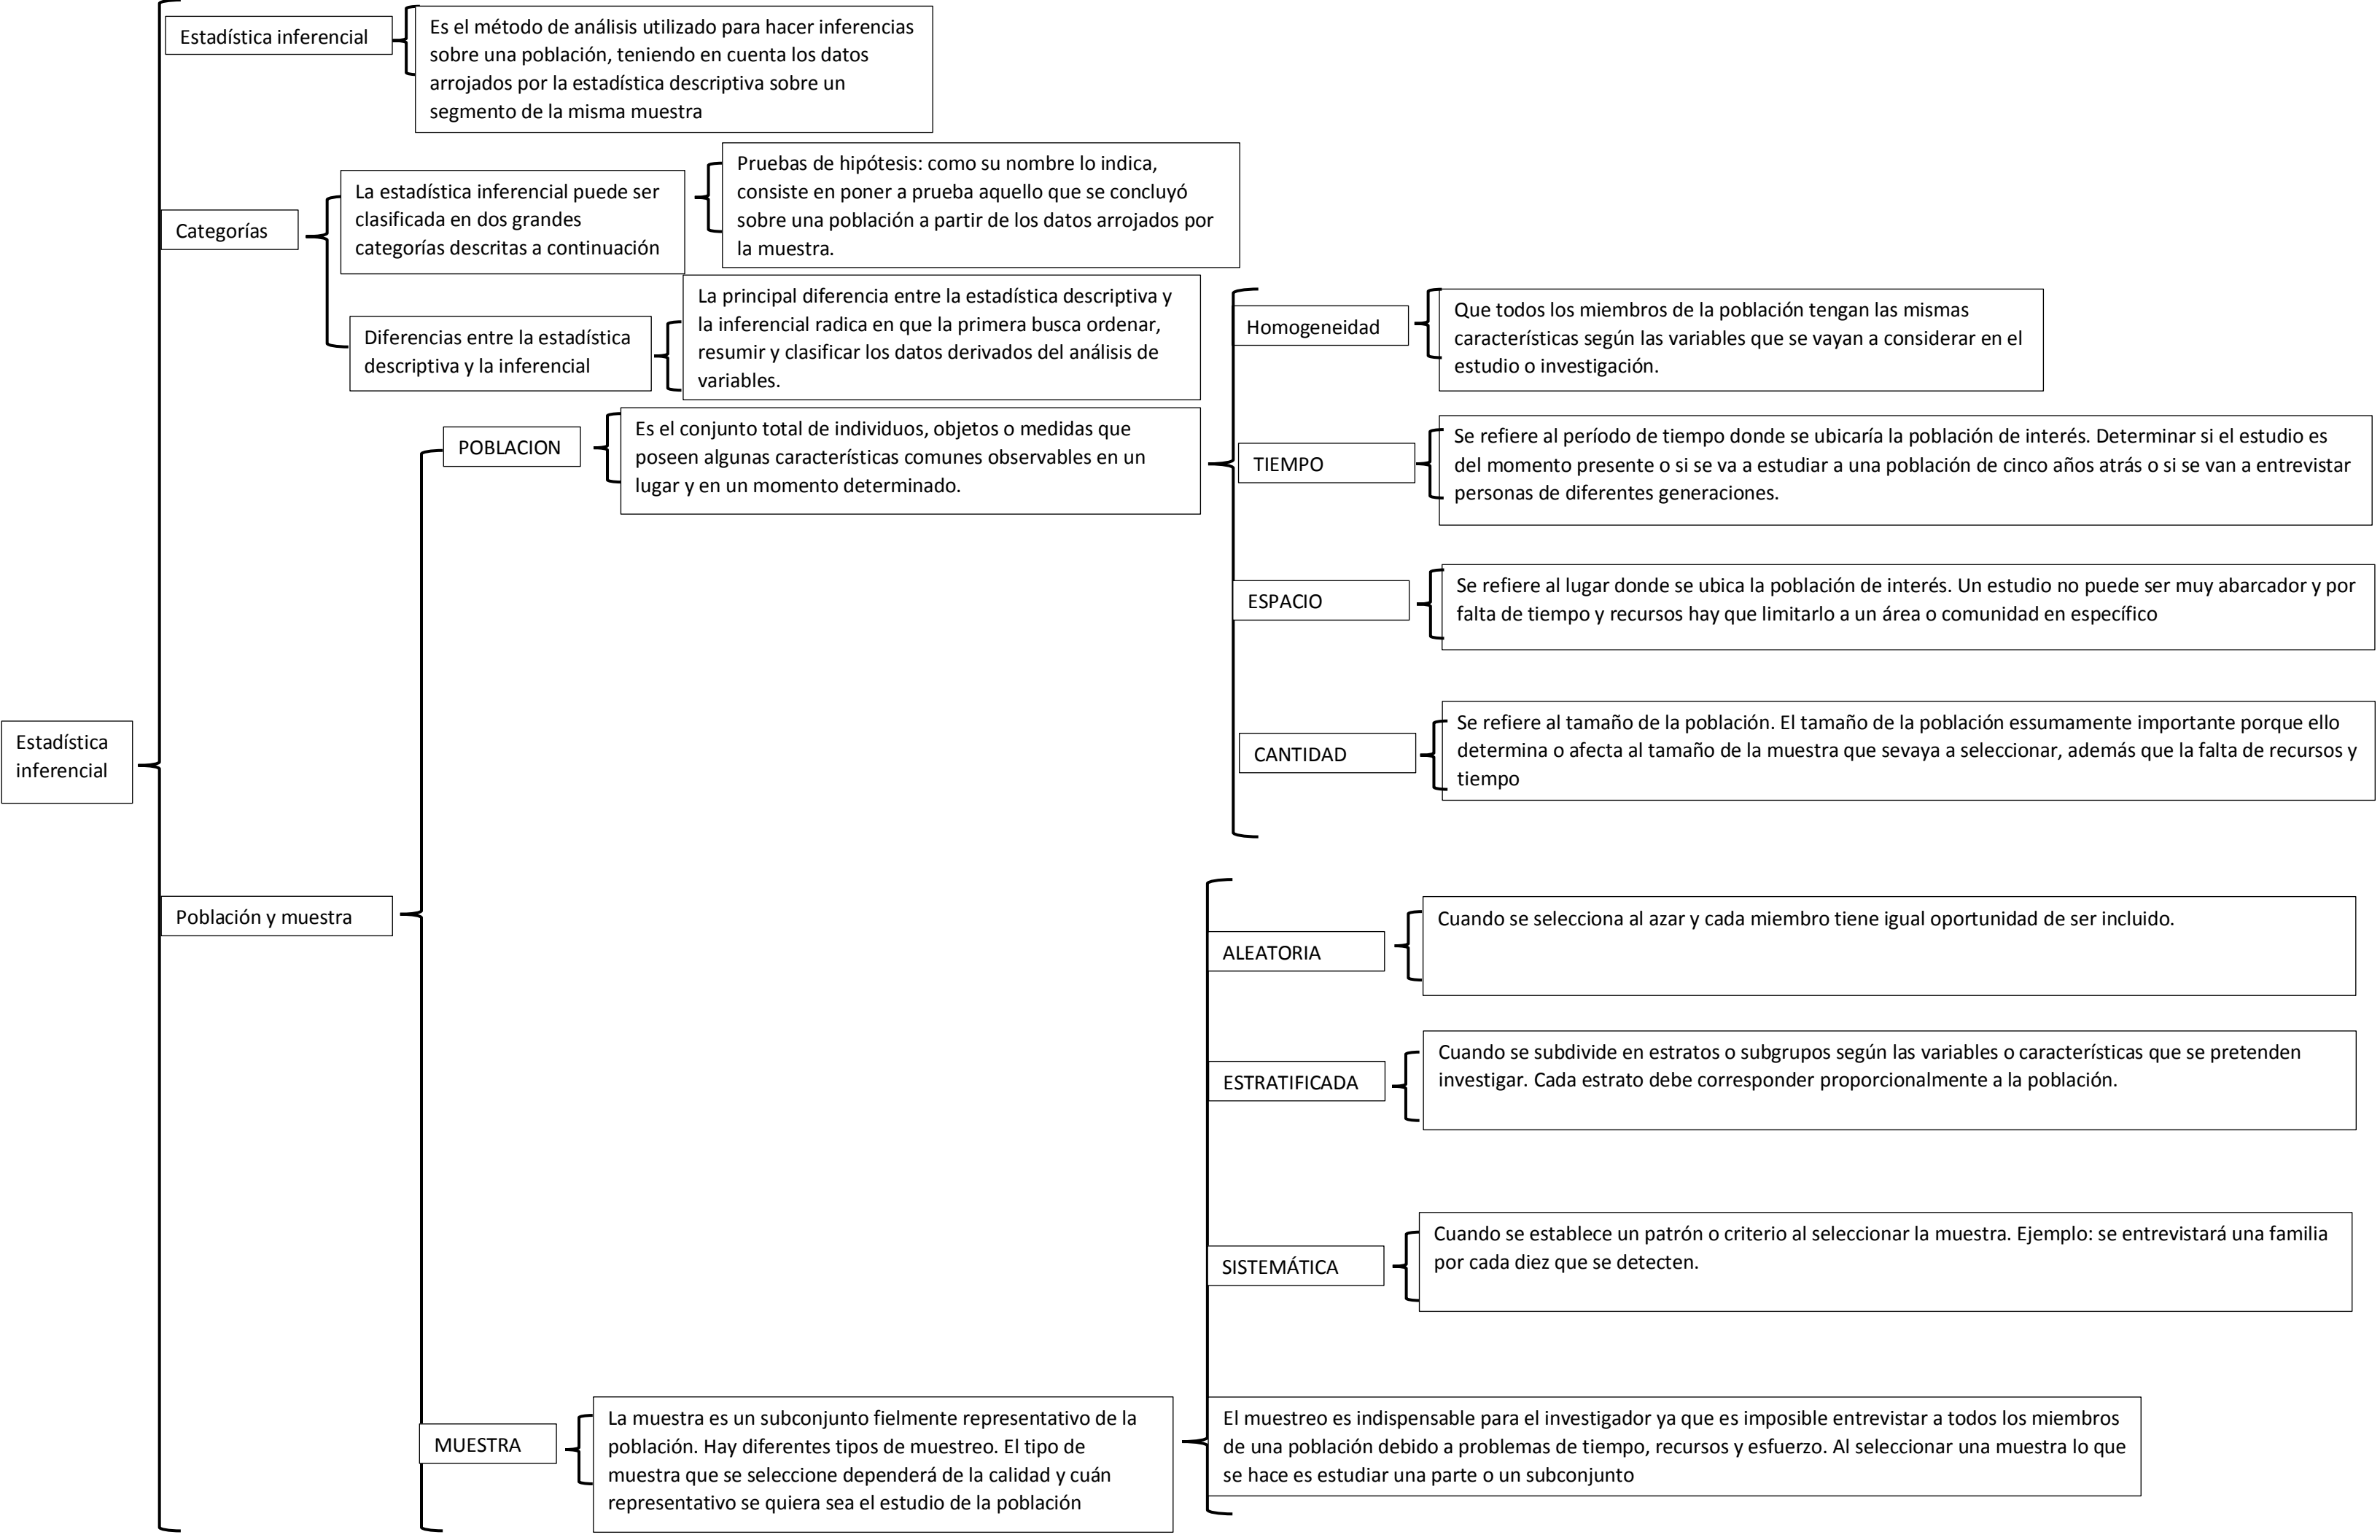 Estadística
inferencial
Estadística inferencial
Es el método de análisis utilizado para hacer inferencias
sobre una población, teniendo en cuenta los datos
arrojados por la estadística descriptiva sobre un
segmento de la misma muestra
Categorías
La estadística inferencial puede ser
clasificada en dos grandes
categorías descritas a continuación
Pruebas de hipótesis: como su nombre lo indica,
consiste en poner a prueba aquello que se concluyó
sobre una población a partir de los datos arrojados por
la muestra.
Diferencias entre la estadística
descriptiva y la inferencial
La principal diferencia entre la estadística descriptiva y
la inferencial radica en que la primera busca ordenar,
resumir y clasificar los datos derivados del análisis de
variables.
Población y muestra
POBLACION
Es el conjunto total de individuos, objetos o medidas que
poseen algunas características comunes observables en un
lugar y en un momento determinado.
Homogeneidad
Que todos los miembros de la población tengan las mismas
características según las variables que se vayan a considerar en el
estudio o investigación.
TIEMPO
Se refiere al período de tiempo donde se ubicaría la población de interés. Determinar si el estudio es
del momento presente o si se va a estudiar a una población de cinco años atrás o si se van a entrevistar
personas de diferentes generaciones.
ESPACIO
Se refiere al lugar donde se ubica la población de interés. Un estudio no puede ser muy abarcador y por
falta de tiempo y recursos hay que limitarlo a un área o comunidad en específico
CANTIDAD
Se refiere al tamaño de la población. El tamaño de la población essumamente importante porque ello
determina o afecta al tamaño de la muestra que sevaya a seleccionar, además que la falta de recursos y
tiempo
MUESTRA
La muestra es un subconjunto fielmente representativo de la
población. Hay diferentes tipos de muestreo. El tipo de
muestra que se seleccione dependerá de la calidad y cuán
representativo se quiera sea el estudio de la población
ALEATORIA
Cuando se selecciona al azar y cada miembro tiene igual oportunidad de ser incluido.
ESTRATIFICADA
Cuando se subdivide en estratos o subgrupos según las variables o características que se pretenden
investigar. Cada estrato debe corresponder proporcionalmente a la población.
SISTEMÁTICA
Cuando se establece un patrón o criterio al seleccionar la muestra. Ejemplo: se entrevistará una familia
por cada diez que se detecten.
El muestreo es indispensable para el investigador ya que es imposible entrevistar a todos los miembros
de una población debido a problemas de tiempo, recursos y esfuerzo. Al seleccionar una muestra lo que
se hace es estudiar una parte o un subconjunto